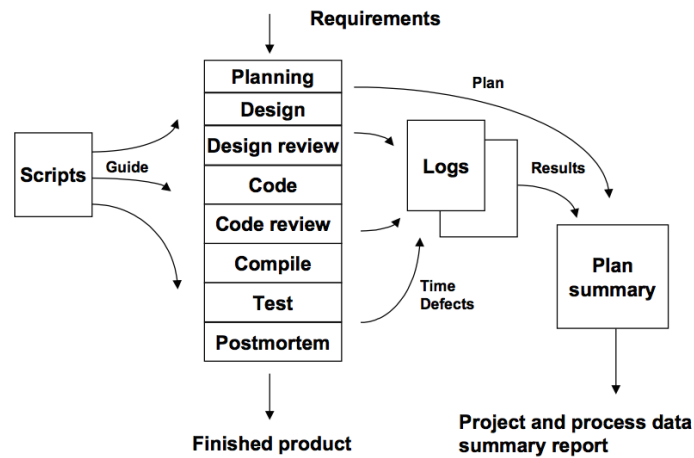 Requirements
Planning
Design
Design review
Code
Code review
Compile
Test
Postmortem
Finished product
Scripts
Guide
Logs
Time
Defects
Plan
Results
Plan
summary
Project and process data
summary report